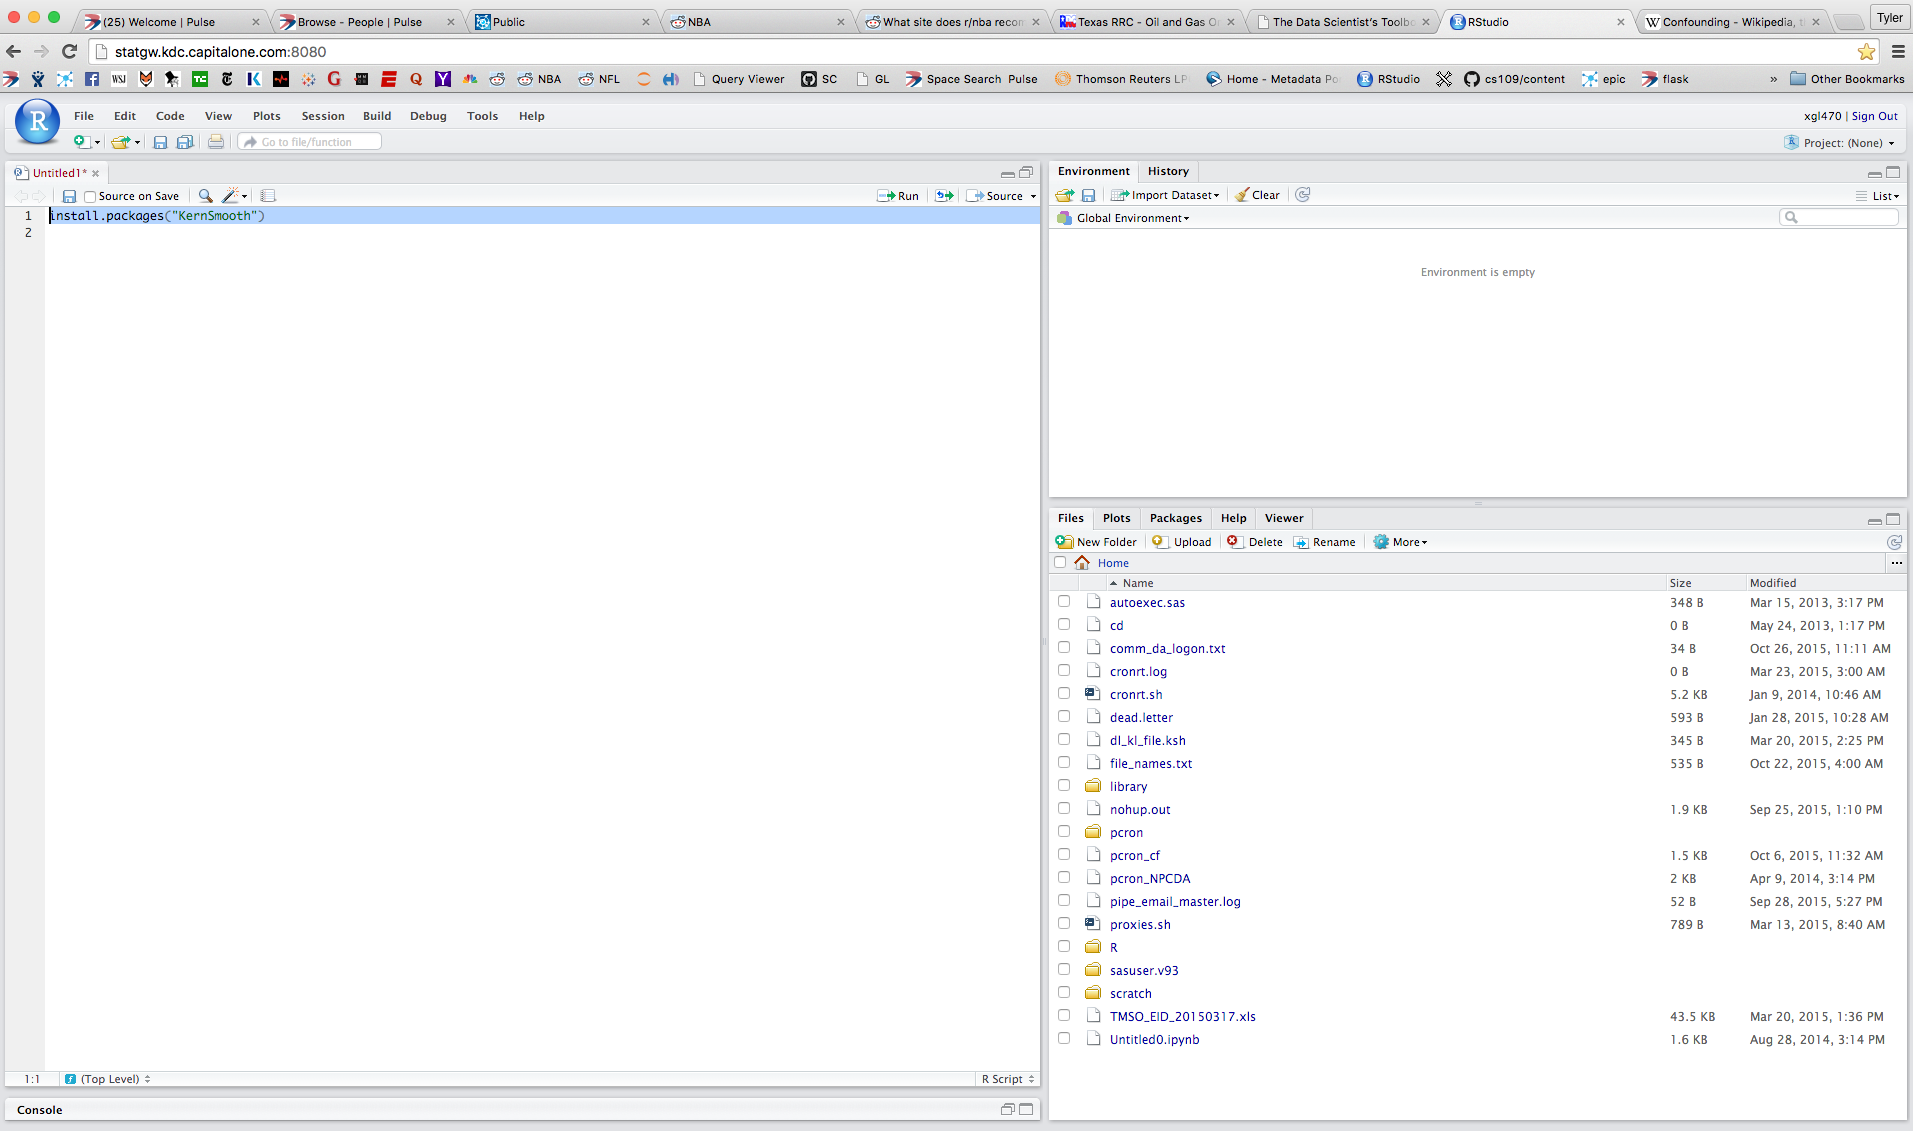 (25) Welcome | Pulse
Browse - People | Pulse
Public
NBA
What site does r/nba recom
Texas RRC - Oil and Gas
The Data Scientist's Toolb
RStudio
Confounding - Wikipedia,
Tyler
statgw.kdc.capitalone.com:8080
WSJ
NBA
NFL
Query Viewer
SC
GL
Space Search Pulse
Thomson Reuters
Home - Metadata
RStudio
cs109/content
epic
flask
»
Other Bookmarks
R
File Edit Code View Plots Session Build Debug Tools Help
xgl470 | Sign Out
Go to file/function
Project: (None)
Untitled1*
Source on Save
Run
Source
1 install.packages("KernSmooth")
2
1:1
(Top Level)
R Script
Console
Environment History
Import Dataset
Clear
List
Global Environment
Environment is empty
Files Plots Packages Help Viewer
New Folder Upload Delete Rename More
Home
...
Name Size Modified
autoexec.sas 348 B Mar 15, 2013, 3:17 PM
cd 0 B May 24, 2013, 1:17 PM
comm_da_logon.txt 34 B Oct 26, 2015, 11:11 AM
cronrt.log 0 B Mar 23, 2015, 3:00 AM
cronrt.sh 5.2 KB Jan 9, 2014, 10:46 AM
dead.letter 593 B Jan 28, 2015, 10:28 AM
dl_kl_file.ksh 345 B Mar 20, 2015, 2:25 PM
file_names.txt 535 B Oct 22, 2015, 4:00 AM
library
nohup.out 1.9 KB Sep 25, 2015, 1:10 PM
pcron
pcron_cf 1.5 KB Oct 6, 2015, 11:32 AM
pcron_NPCDA 2 KB Apr 9, 2014, 3:14 PM
pipe_email_master.log 52 B Sep 28, 2015, 5:27 PM
proxies.sh 789 B Mar 13, 2015, 8:40 AM
R
sasuser.v93
scratch
TMSO_EID_20150317.xls 43.5 KB Mar 20, 2015, 1:36 PM
Untitled0.ipynb 1.6 KB Aug 28, 2014, 3:14 PM